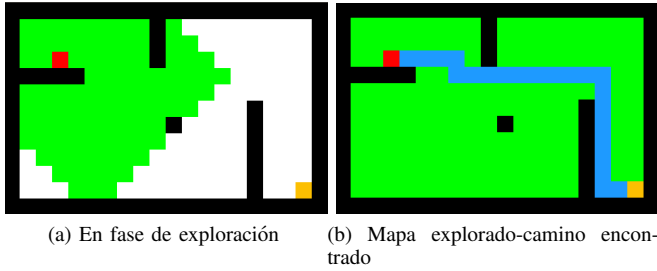 (a) En fase de exploración
(b) Mapa explorado-camino encon-
trado